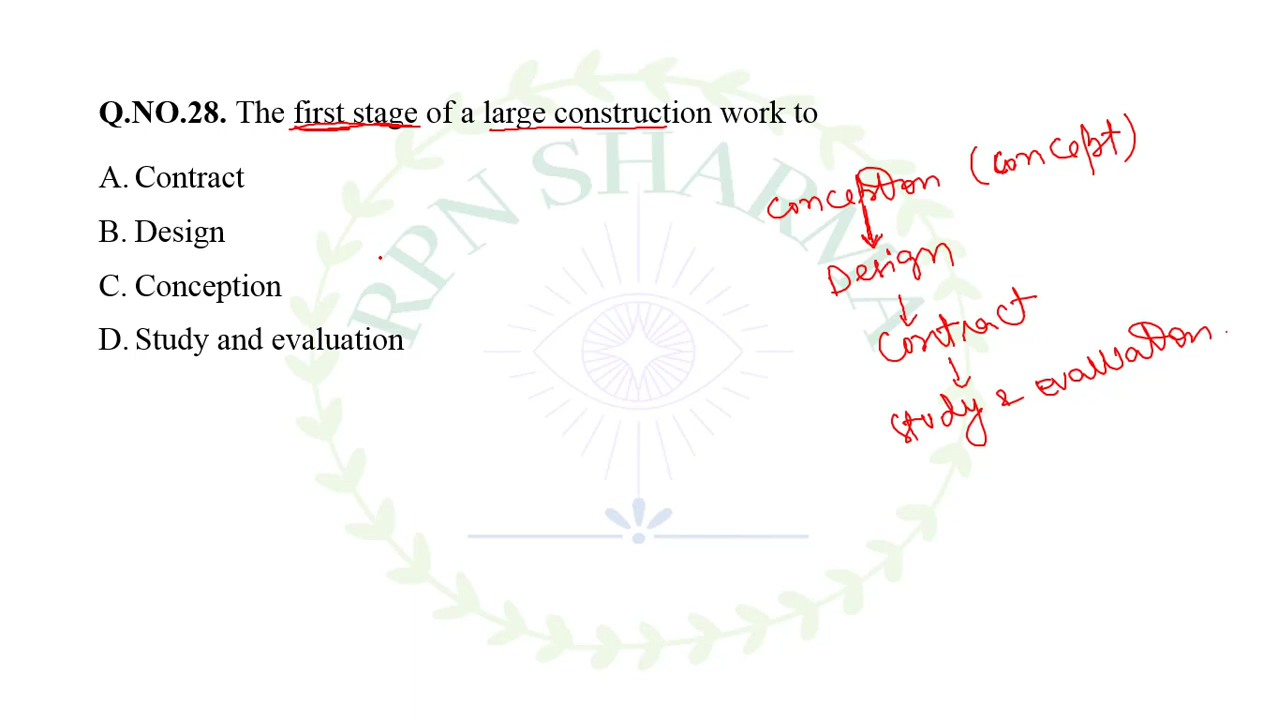 Q.NO.28. The first stage of a large construction work to
A. Contract
B. Design
C. Conception
D. Study and evaluation
conception (concept)
Design
Contract
Study & evaluation.
RPN SHARMA